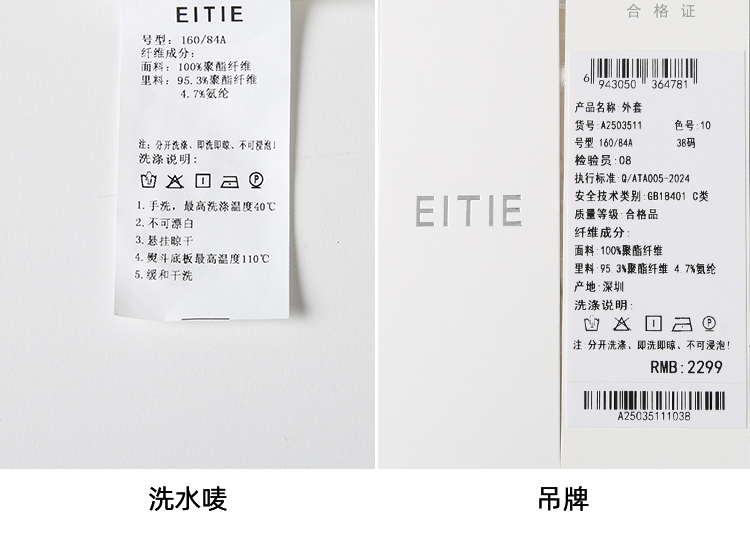 EITIE
号型: 160/84A
纤维成分:
面料: 100%聚酯纤维
里料: 95.3%聚酯纤维
4.7%氨纶
注: 分开洗涤、即洗即晾、不可浸泡!
洗涤说明:
1.手洗, 最高洗涤温度40℃
2.不可漂白
3.悬挂晾干
4.熨斗底板最高温度110℃
5.缓和干洗
洗水唛
EITIE
合格证
6 943050 364781
产品名称:外套
货号:A2503511 色号:10
号型 160/84A 38码
检验员:08
执行标准:Q/ATA005-2024
安全技术类别:GB18401 C类
质量等级:合格品
纤维成分:
面料:100%聚酯纤维
里料:95.3%聚酯纤维 4.7%氨纶
产地:深圳
洗涤说明:
注:分开洗涤、即洗即晾、不可浸泡!
RMB:2299
A25035111038
吊牌